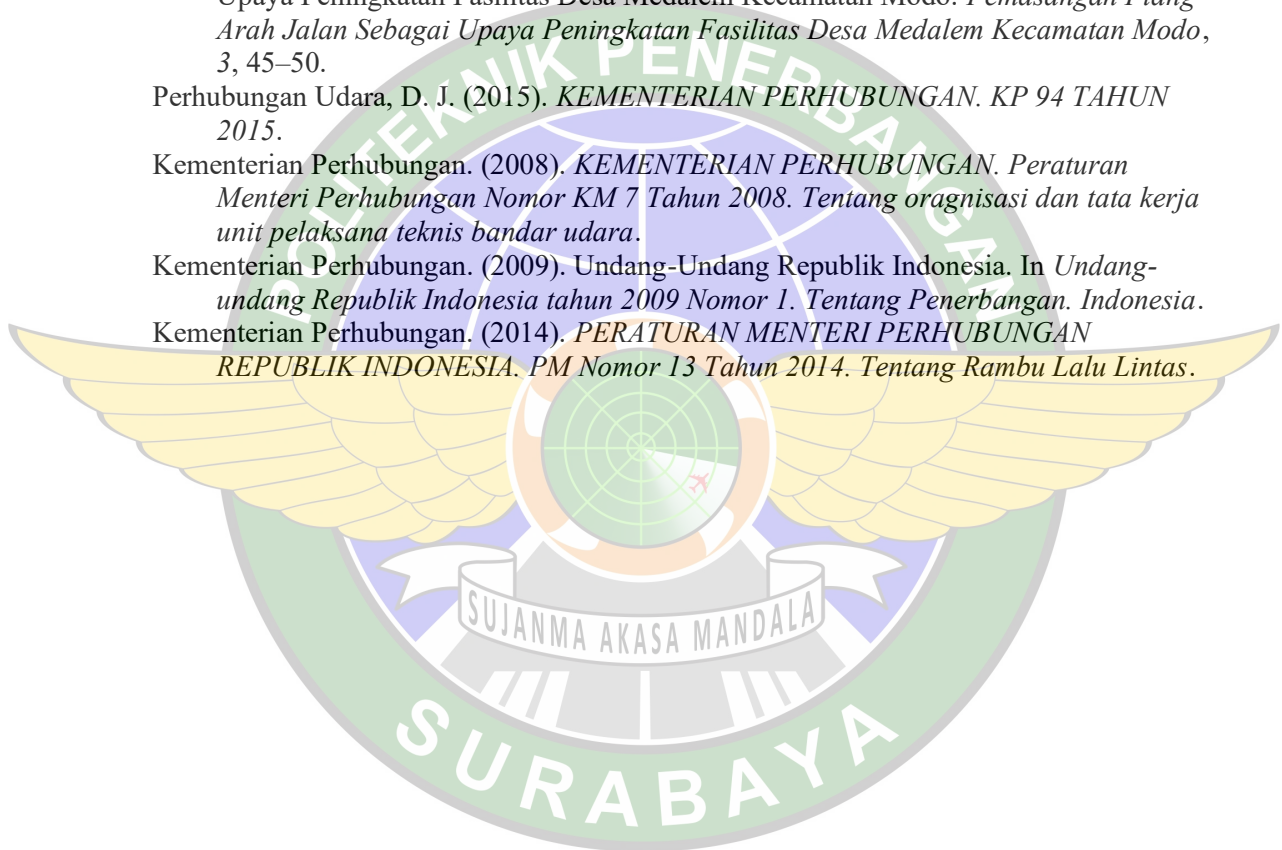 Upaya Peningkatan Fasilitas Desa Medalem Kecamatan Modo. Pemasangan Plang
Arah Jalan Sebagai Upaya Peningkatan Fasilitas Desa Medalem Kecamatan Modo,
3, 45–50.
Perhubungan Udara, D. J. (2015). KEMENTERIAN PERHUBUNGAN. KP 94 TAHUN
2015.
Kementerian Perhubungan. (2008). KEMENTERIAN PERHUBUNGAN. Peraturan
Menteri Perhubungan Nomor KM 7 Tahun 2008. Tentang oragnisasi dan tata kerja
unit pelaksana teknis bandar udara.
Kementerian Perhubungan. (2009). Undang-Undang Republik Indonesia. In Undang-
undang Republik Indonesia tahun 2009 Nomor 1. Tentang Penerbangan. Indonesia.
Kementerian Perhubungan. (2014). PERATURAN MENTERI PERHUBUNGAN
REPUBLIK INDONESIA. PM Nomor 13 Tahun 2014. Tentang Rambu Lalu Lintas.
POLITEKNIK PENERBANGAN
SUJANMA AKASA MANDALA
SURABAYA